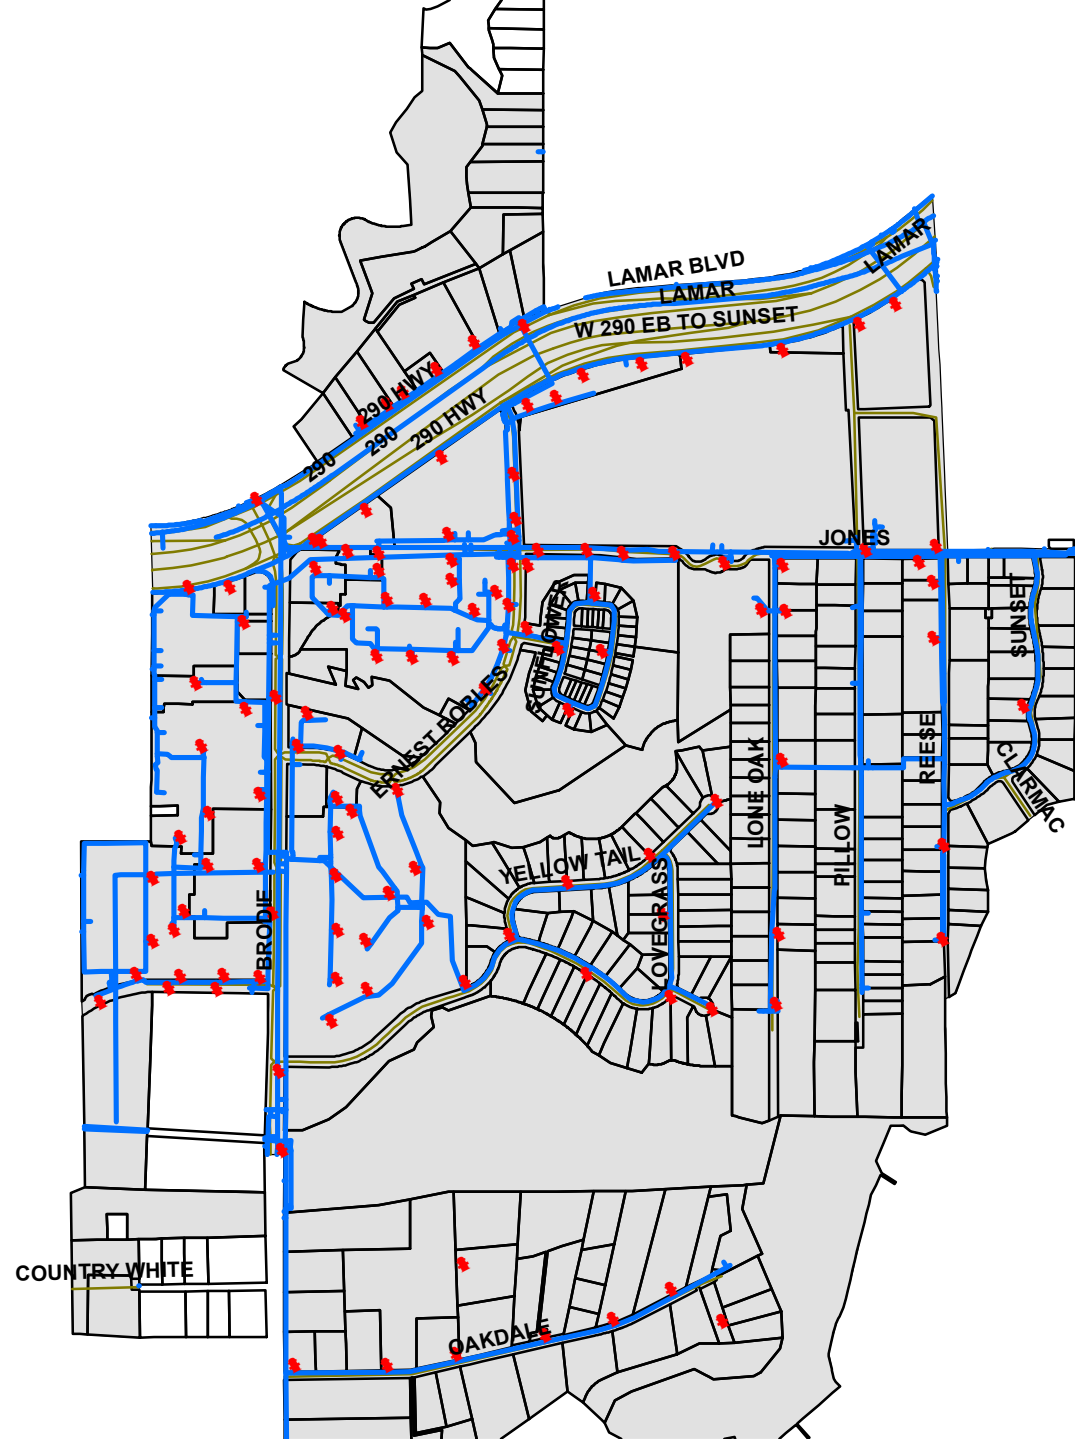 LAMAR BLVD
LAMAR
LAMAR
W 290 EB TO SUNSET
290 HWY
290 HWY
290
290
JONES
SUNFLOWER
SUNSET
ERNEST ROBLES
REESE
CLARMAC
LONE OAK
PILLOW
YELLOW TAIL
LOVEGRASS
BRODIE
COUNTRY WHITE
OAKDALE